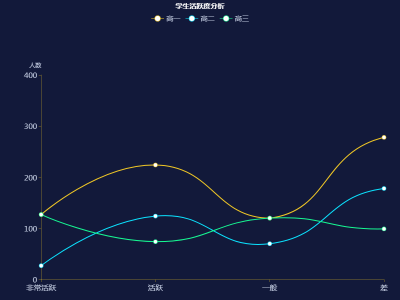 学生活跃度分析
高一 高二 高三
人数
400
300
200
100
0
非常活跃 活跃 一般 差